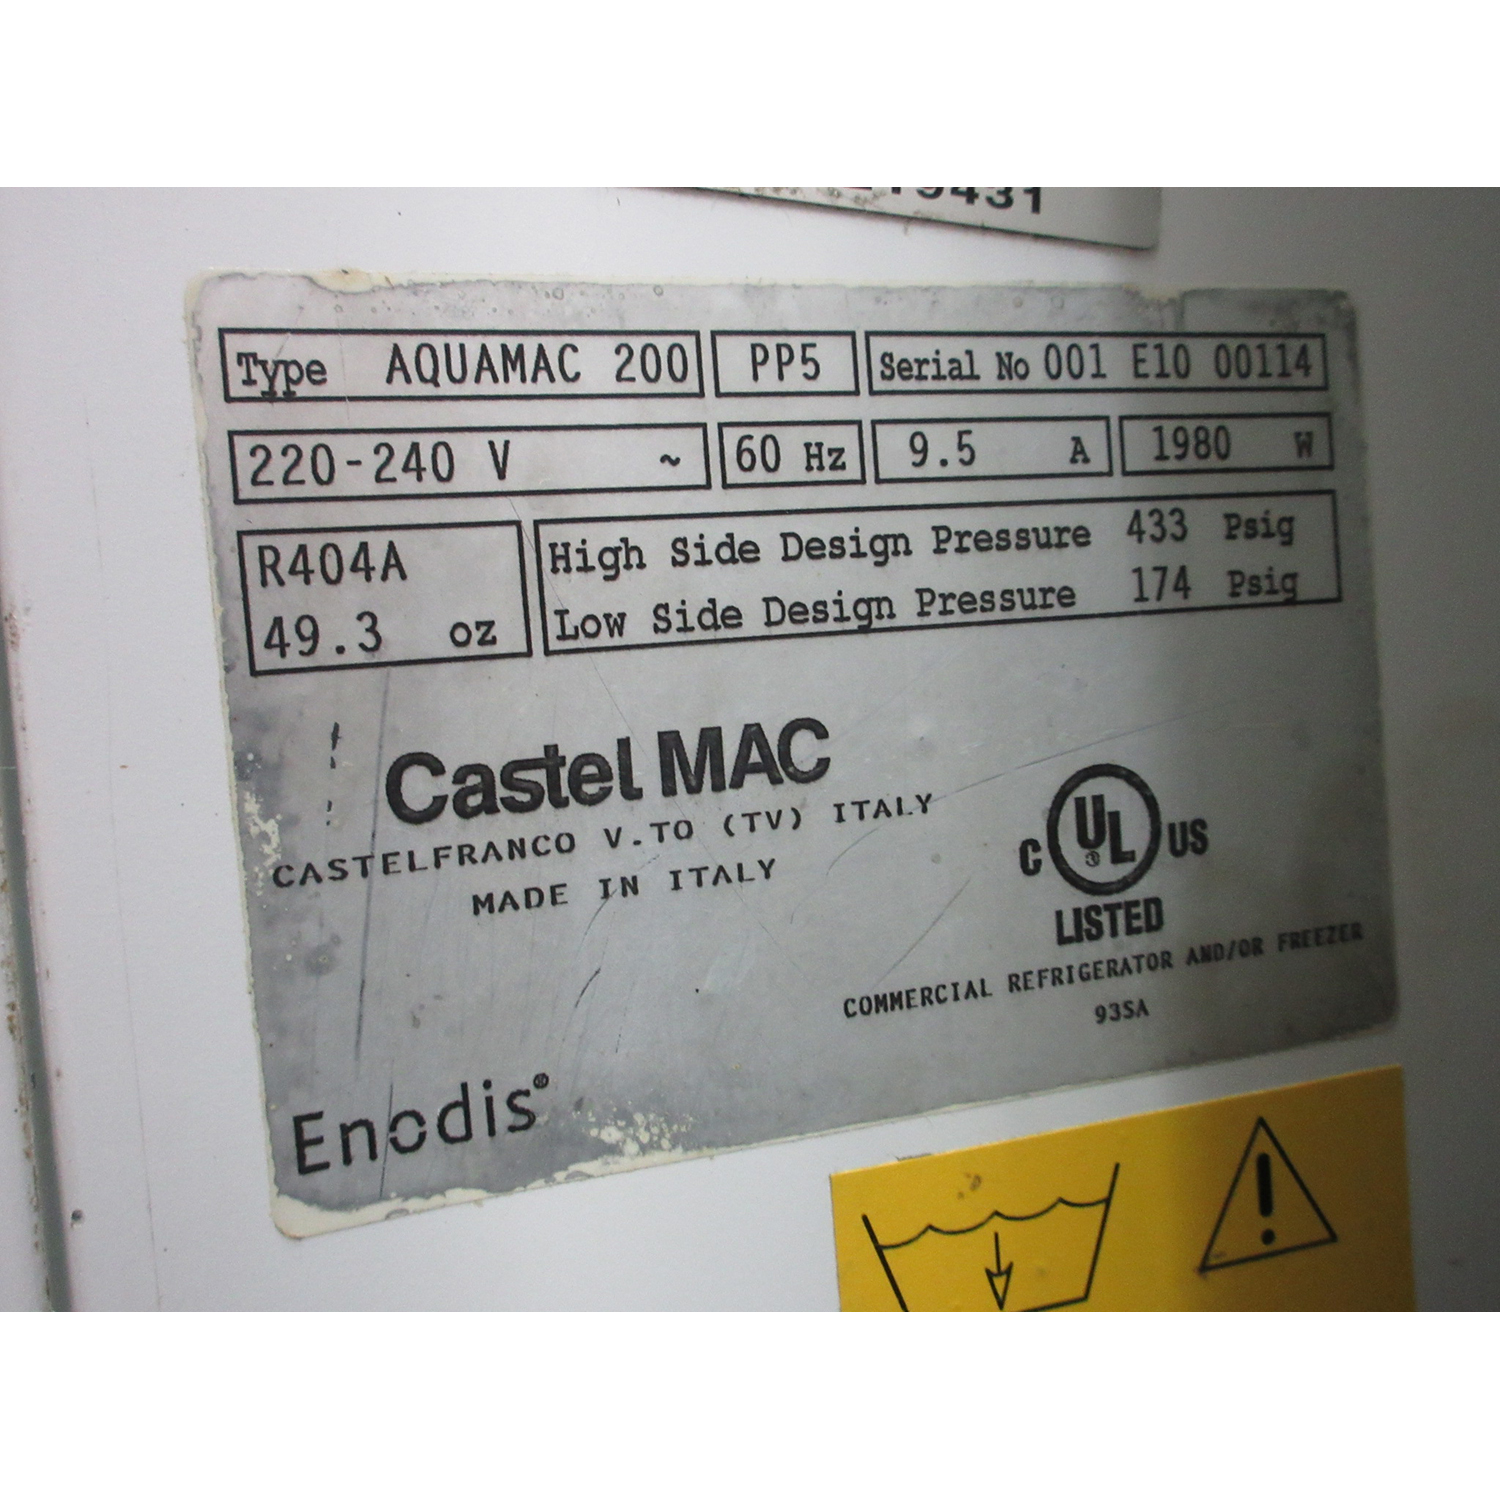 19431
Type AQUAMAC 200 PP5 Serial No 001 E10 00114
220-240 V ~ 60 Hz 9.5 A 1980 W
R404A High Side Design Pressure 433 Psig
49.3 oz Low Side Design Pressure 174 Psig
Castel MAC
CASTELFRANCO V.TO (TV) ITALY
MADE IN ITALY
C UL ® US
LISTED
COMMERCIAL REFRIGERATOR AND/OR FREEZER
93SA
Enodis®
!